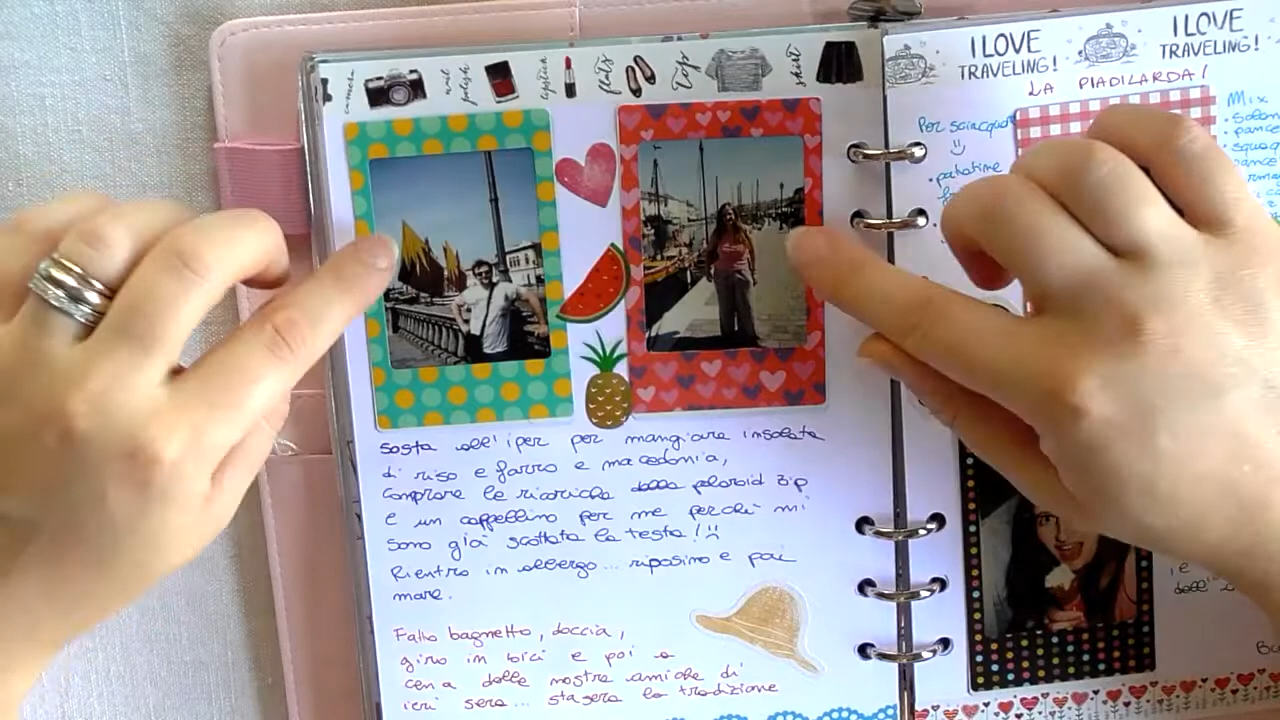 camera nail polish lipstick flats top skirt
sosta all'iper per mangiare insalata
di riso e farro e macedonia,
comprare le ricariche della poloroid zip
e un cappellino per me perchè mi
sono già scottata la testa!
Rientro in albergo... riposino e poi
mare.
Fatto bagnetto, doccia,
giro in bici e poi a
cena dalle nostre amiche di
ieri sera... stasera la tradizione
I LOVE TRAVELING!
I LOVE TRAVELING!
LA PIADILARDA!
Per sciacquare
• patatine
Mix